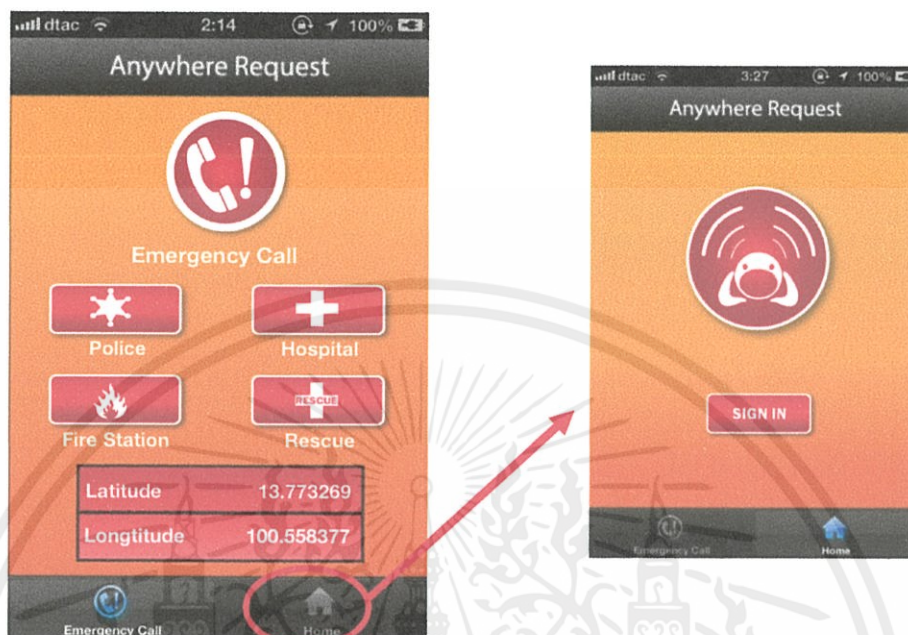 dtac 2:14 100%
Anywhere Request
Emergency Call
Police Hospital
RESCUE
Fire Station Rescue
Latitude 13.773269
Longtitude 100.558377
Emergency Call Home
dtac 3:27 100%
Anywhere Request
SIGN IN
Emergency Call Home